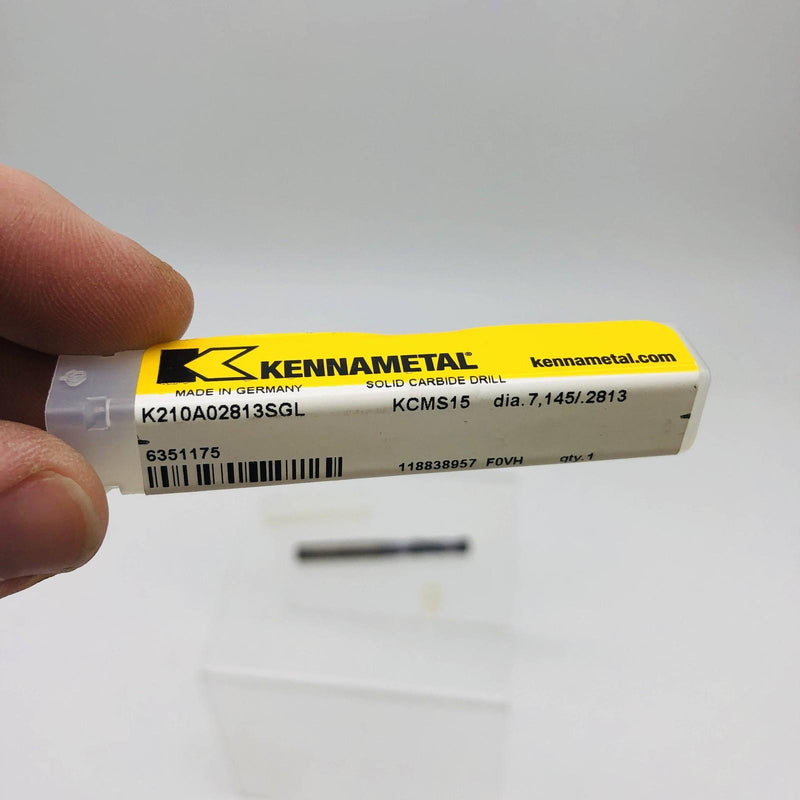 KENNAMETAL® kennametal.com
MADE IN GERMANY SOLID CARBIDE DRILL
K210A02813SGL KCMS15 dia.7,145/.2813
6351175
118838957 F0VH qty.1